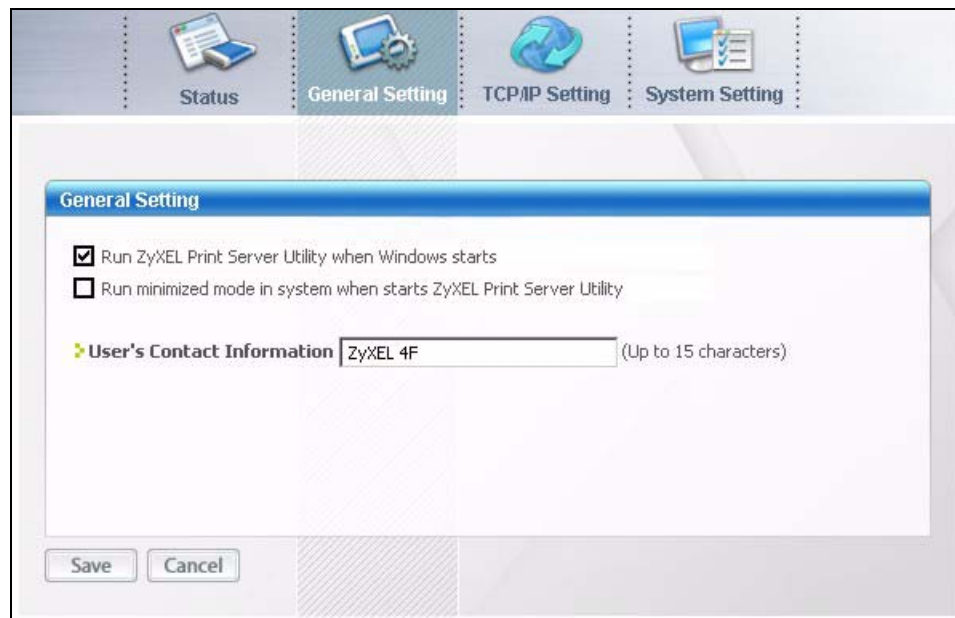 Status General Setting TCP/IP Setting System Setting
General Setting
Run ZyXEL Print Server Utility when Windows starts
Run minimized mode in system when starts ZyXEL Print Server Utility
User's Contact Information ZyXEL 4F (Up to 15 characters)
Save Cancel